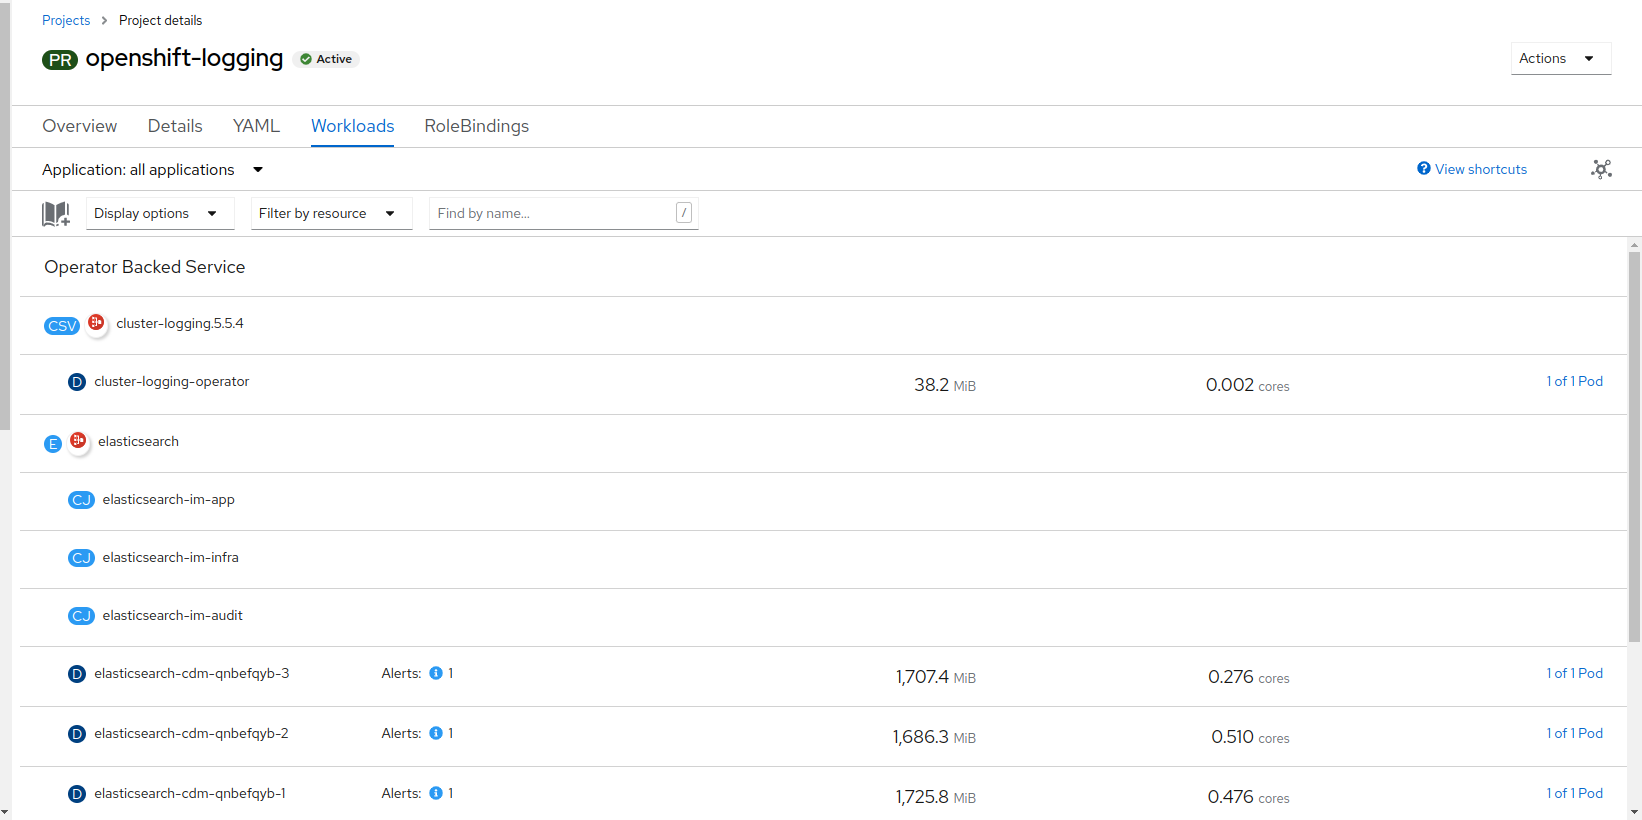 Projects > Project details
PR openshift-logging Active
Actions
Overview Details YAML Workloads RoleBindings
Application: all applications
View shortcuts
Display options Filter by resource Find by name... /
Operator Backed Service
CSV cluster-logging.5.5.4
D cluster-logging-operator 38.2 MiB 0.002 cores 1 of 1 Pod
E elasticsearch
CJ elasticsearch-im-app
CJ elasticsearch-im-infra
CJ elasticsearch-im-audit
D elasticsearch-cdm-qnbefqyb-3 Alerts: 1 1,707.4 MiB 0.276 cores 1 of 1 Pod
D elasticsearch-cdm-qnbefqyb-2 Alerts: 1 1,686.3 MiB 0.510 cores 1 of 1 Pod
D elasticsearch-cdm-qnbefqyb-1 Alerts: 1 1,725.8 MiB 0.476 cores 1 of 1 Pod